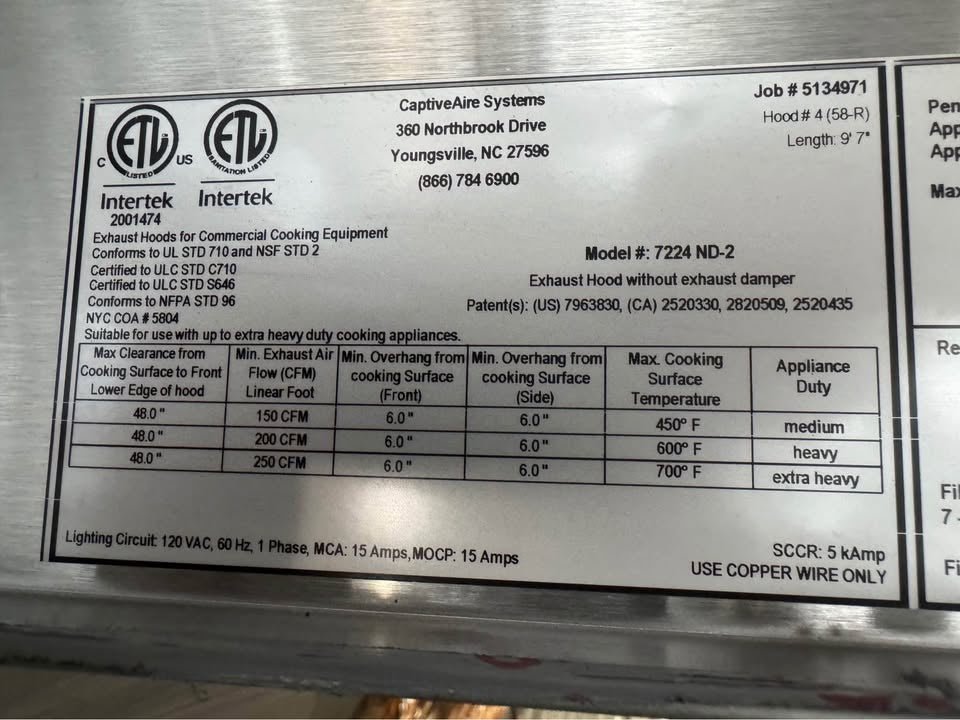 C ETL LISTED US
Intertek
2001474
ETL SANITATION LISTED
Intertek
CaptiveAire Systems
360 Northbrook Drive
Youngsville, NC 27596
(866) 784 6900
Job # 5134971
Hood # 4 (58-R)
Length: 9' 7"
Exhaust Hoods for Commercial Cooking Equipment
Conforms to UL STD 710 and NSF STD 2
Certified to ULC STD C710
Certified to ULC STD S646
Conforms to NFPA STD 96
NYC COA # 5804
Model #: 7224 ND-2
Exhaust Hood without exhaust damper
Patent(s): (US) 7963830, (CA) 2520330, 2820509, 2520435
Suitable for use with up to extra heavy duty cooking appliances.
Max Clearance from Cooking Surface to Front Lower Edge of hood | Min. Exhaust Air Flow (CFM) Linear Foot | Min. Overhang from cooking Surface (Front) | Min. Overhang from cooking Surface (Side) | Max. Cooking Surface Temperature | Appliance Duty
48.0 " | 150 CFM | 6.0 " | 6.0 " | 450° F | medium
48.0 " | 200 CFM | 6.0 " | 6.0 " | 600° F | heavy
48.0 " | 250 CFM | 6.0 " | 6.0 " | 700° F | extra heavy
Lighting Circuit: 120 VAC, 60 Hz, 1 Phase, MCA: 15 Amps, MOCP: 15 Amps
SCCR: 5 kAmp
USE COPPER WIRE ONLY
Pen
App
App
Max
Re
Fil
7 -
Fi